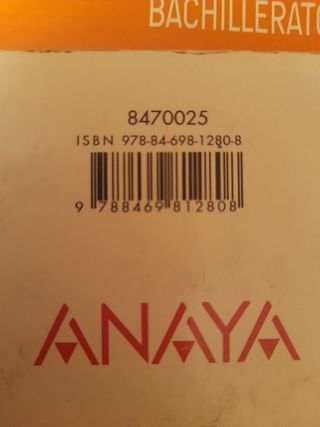 BACHILLERATO
8470025
ISBN 978-84-698-1280-8
9 788469 812808
ANAYA